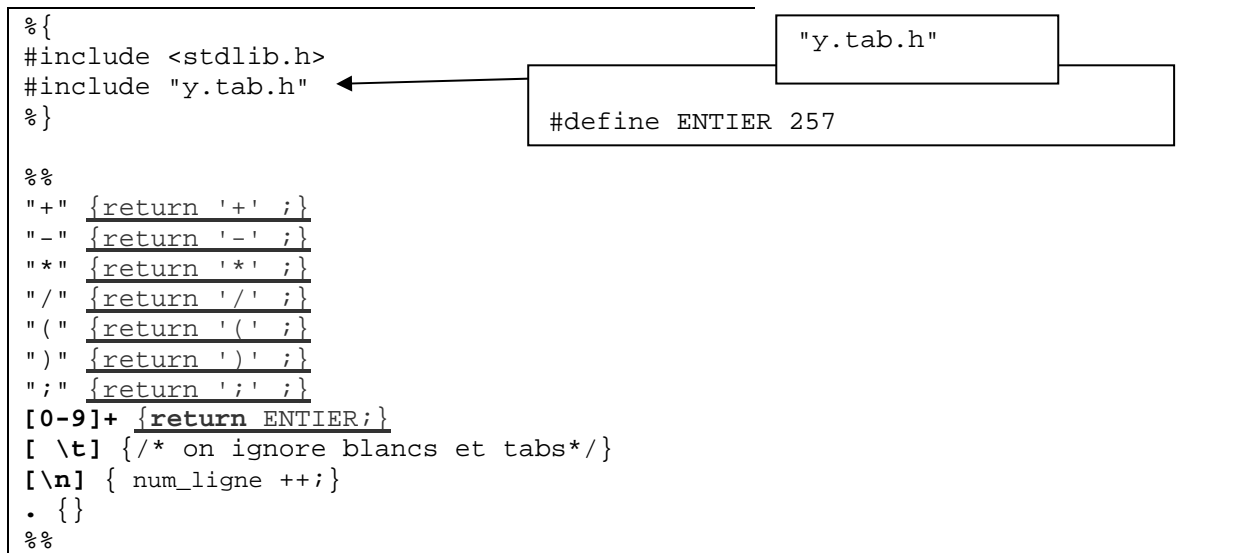 %{
#include <stdlib.h>
#include "y.tab.h"
%}
"y.tab.h"
#define ENTIER 257
%%
"+" {return '+' ;}
"-" {return '-' ;}
"*" {return '*' ;}
"/" {return '/' ;}
"(" {return '(' ;}
")" {return ')' ;}
";" {return ';' ;}
[0-9]+ {return ENTIER;}
[ \t] {/* on ignore blancs et tabs*/}
[\n] { num_ligne ++;}
. {}
%%